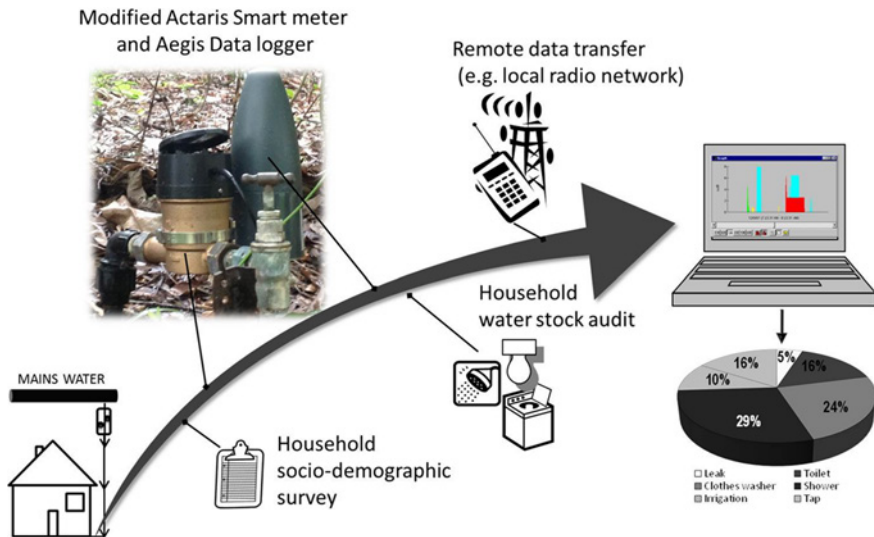 Modified Actaris Smart meter
and Aegis Data logger
Remote data transfer
(e.g. local radio network)
Household
water stock audit
MAINS WATER
Household
socio-demographic
survey
5%
16%
16%
10%
24%
29%
Leak
Toilet
Clothes washer
Shower
Irrigation
Tap